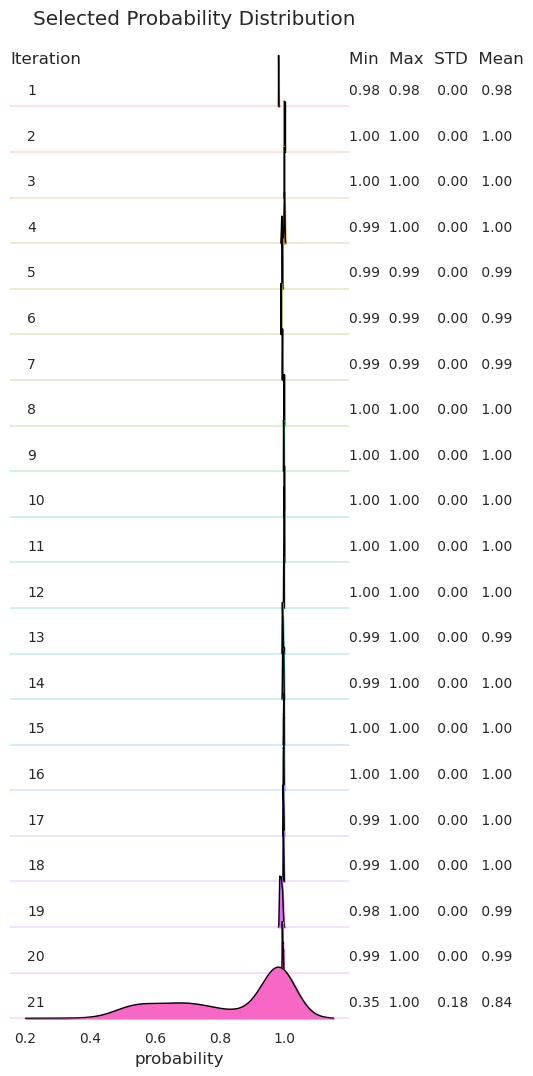 Selected Probability Distribution
Iteration Min Max STD Mean
1 0.98 0.98 0.00 0.98
2 1.00 1.00 0.00 1.00
3 1.00 1.00 0.00 1.00
4 0.99 1.00 0.00 1.00
5 0.99 0.99 0.00 0.99
6 0.99 0.99 0.00 0.99
7 0.99 0.99 0.00 0.99
8 1.00 1.00 0.00 1.00
9 1.00 1.00 0.00 1.00
10 1.00 1.00 0.00 1.00
11 1.00 1.00 0.00 1.00
12 1.00 1.00 0.00 1.00
13 0.99 1.00 0.00 0.99
14 0.99 1.00 0.00 1.00
15 1.00 1.00 0.00 1.00
16 1.00 1.00 0.00 1.00
17 0.99 1.00 0.00 1.00
18 0.99 1.00 0.00 1.00
19 0.98 1.00 0.00 0.99
20 0.99 1.00 0.00 0.99
21 0.35 1.00 0.18 0.84
0.2 0.4 0.6 0.8 1.0
probability